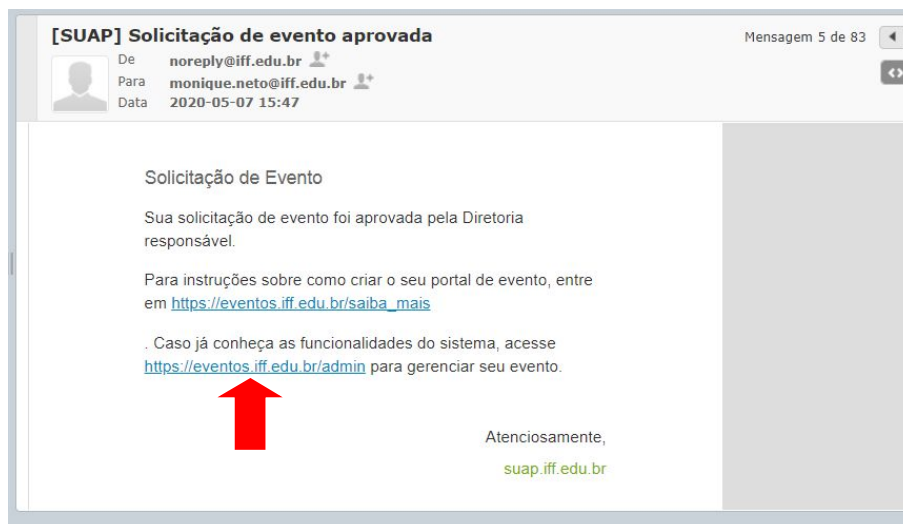 [SUAP] Solicitação de evento aprovada
Mensagem 5 de 83
De noreply@iff.edu.br
Para monique.neto@iff.edu.br
Data 2020-05-07 15:47
Solicitação de Evento
Sua solicitação de evento foi aprovada pela Diretoria
responsável.
Para instruções sobre como criar o seu portal de evento, entre
em https://eventos.iff.edu.br/saiba_mais
. Caso já conheça as funcionalidades do sistema, acesse
https://eventos.iff.edu.br/admin para gerenciar seu evento.
Atenciosamente,
suap.iff.edu.br